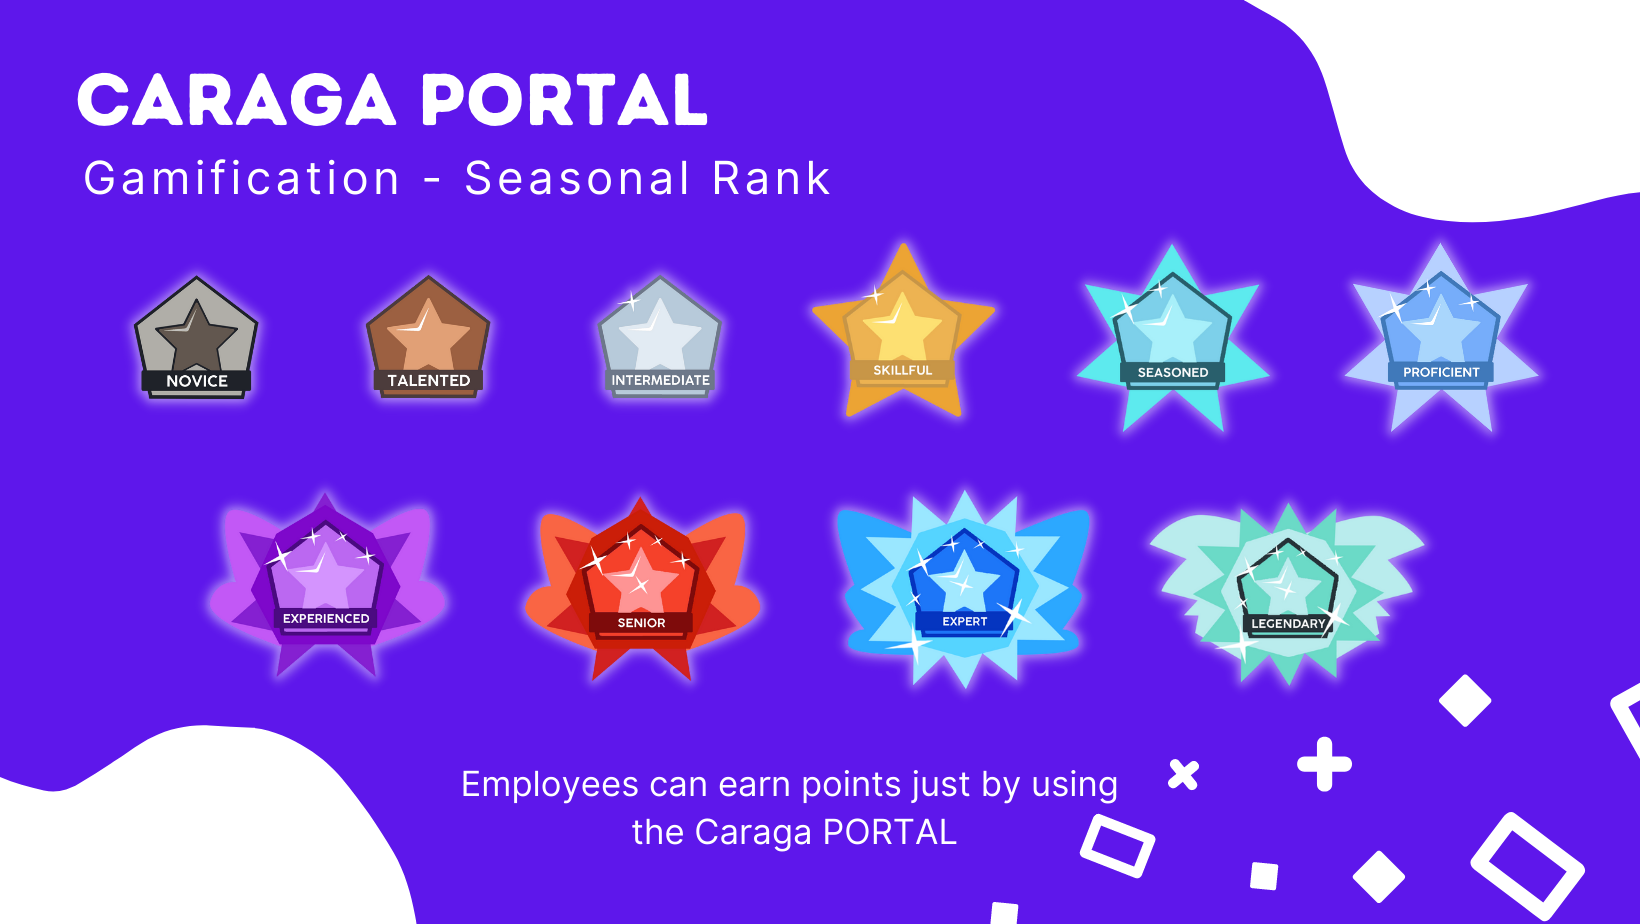 CARAGA PORTAL
Gamification - Seasonal Rank
NOVICE
TALENTED
INTERMEDIATE
SKILLFUL
SEASONED
PROFICIENT
EXPERIENCED
SENIOR
EXPERT
LEGENDARY
Employees can earn points just by using
the Caraga PORTAL